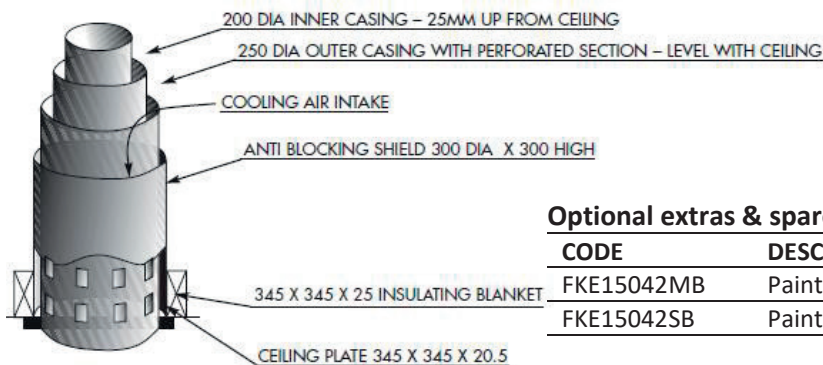 200 DIA INNER CASING – 25MM UP FROM CEILING
250 DIA OUTER CASING WITH PERFORATED SECTION – LEVEL WITH CEILING
COOLING AIR INTAKE
ANTI BLOCKING SHIELD 300 DIA X 300 HIGH
345 X 345 X 25 INSULATING BLANKET
CEILING PLATE 345 X 345 X 20.5
Optional extras & spar
CODE DESC
FKE15042MB Paint
FKE15042SB Paint